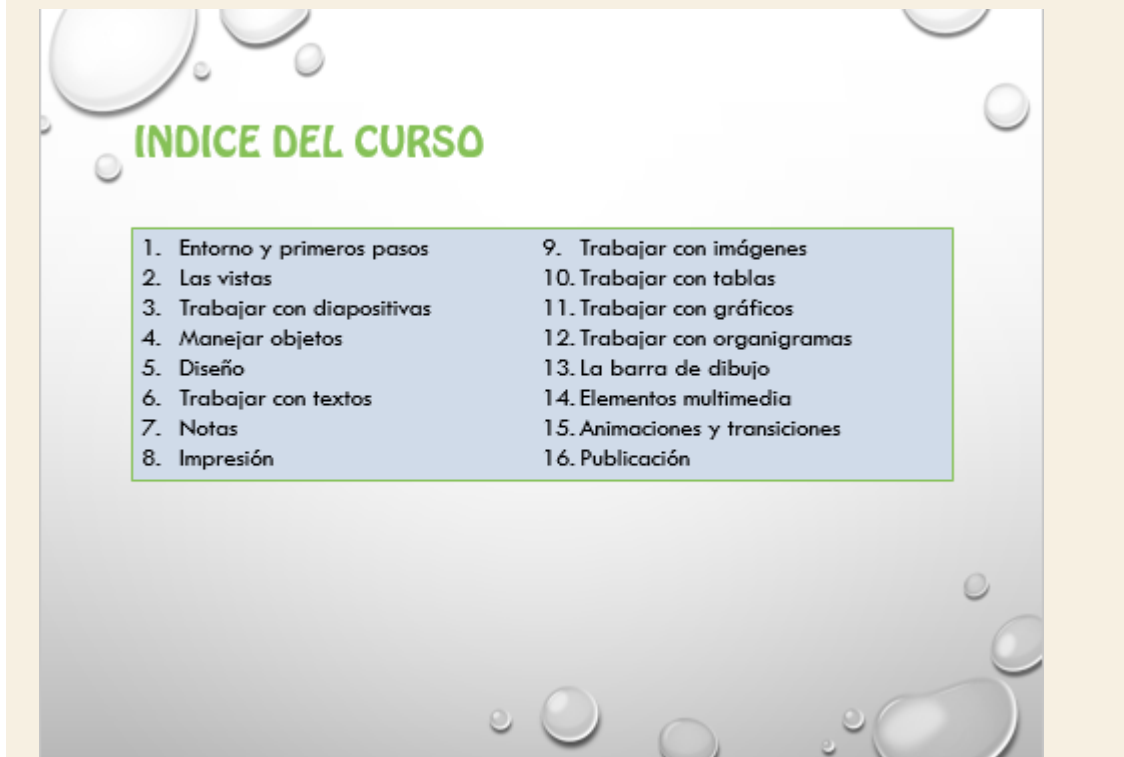 INDICE DEL CURSO
1. Entorno y primeros pasos
2. Las vistas
3. Trabajar con diapositivas
4. Manejar objetos
5. Diseño
6. Trabajar con textos
7. Notas
8. Impresión
9. Trabajar con imágenes
10. Trabajar con tablas
11. Trabajar con gráficos
12. Trabajar con organigramas
13. La barra de dibujo
14. Elementos multimedia
15. Animaciones y transiciones
16. Publicación